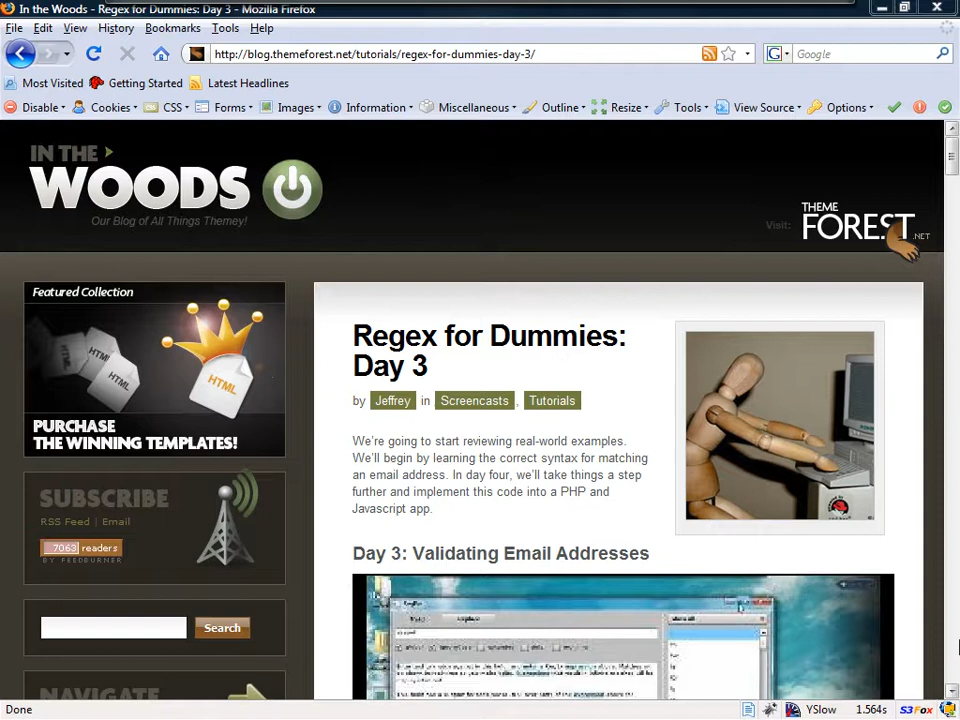 In the Woods - Regex for Dummies: Day 3 - Mozilla Firefox
File Edit View History Bookmarks Tools Help
http://blog.themeforest.net/tutorials/regex-for-dummies-day-3/
G Google
Most Visited Getting Started Latest Headlines
Disable Cookies CSS Forms Images Information Miscellaneous Outline Resize Tools View Source Options
IN THE
WOODS
Our Blog of All Things Themey!
Visit:
THEME
FOREST
.NET
Featured Collection
HTML
HTML
HTML
HTML
PURCHASE
THE WINNING TEMPLATES!
SUBSCRIBE
RSS Feed | Email
7063 readers
BY FEEDBURNER
Search
NAVIGATE
Regex for Dummies:
Day 3
by Jeffrey in Screencasts , Tutorials
We're going to start reviewing real-world examples.
We'll begin by learning the correct syntax for matching
an email address. In day four, we'll take things a step
further and implement this code into a PHP and
Javascript app.
Day 3: Validating Email Addresses
Done
YSlow 1.564s S3Fox